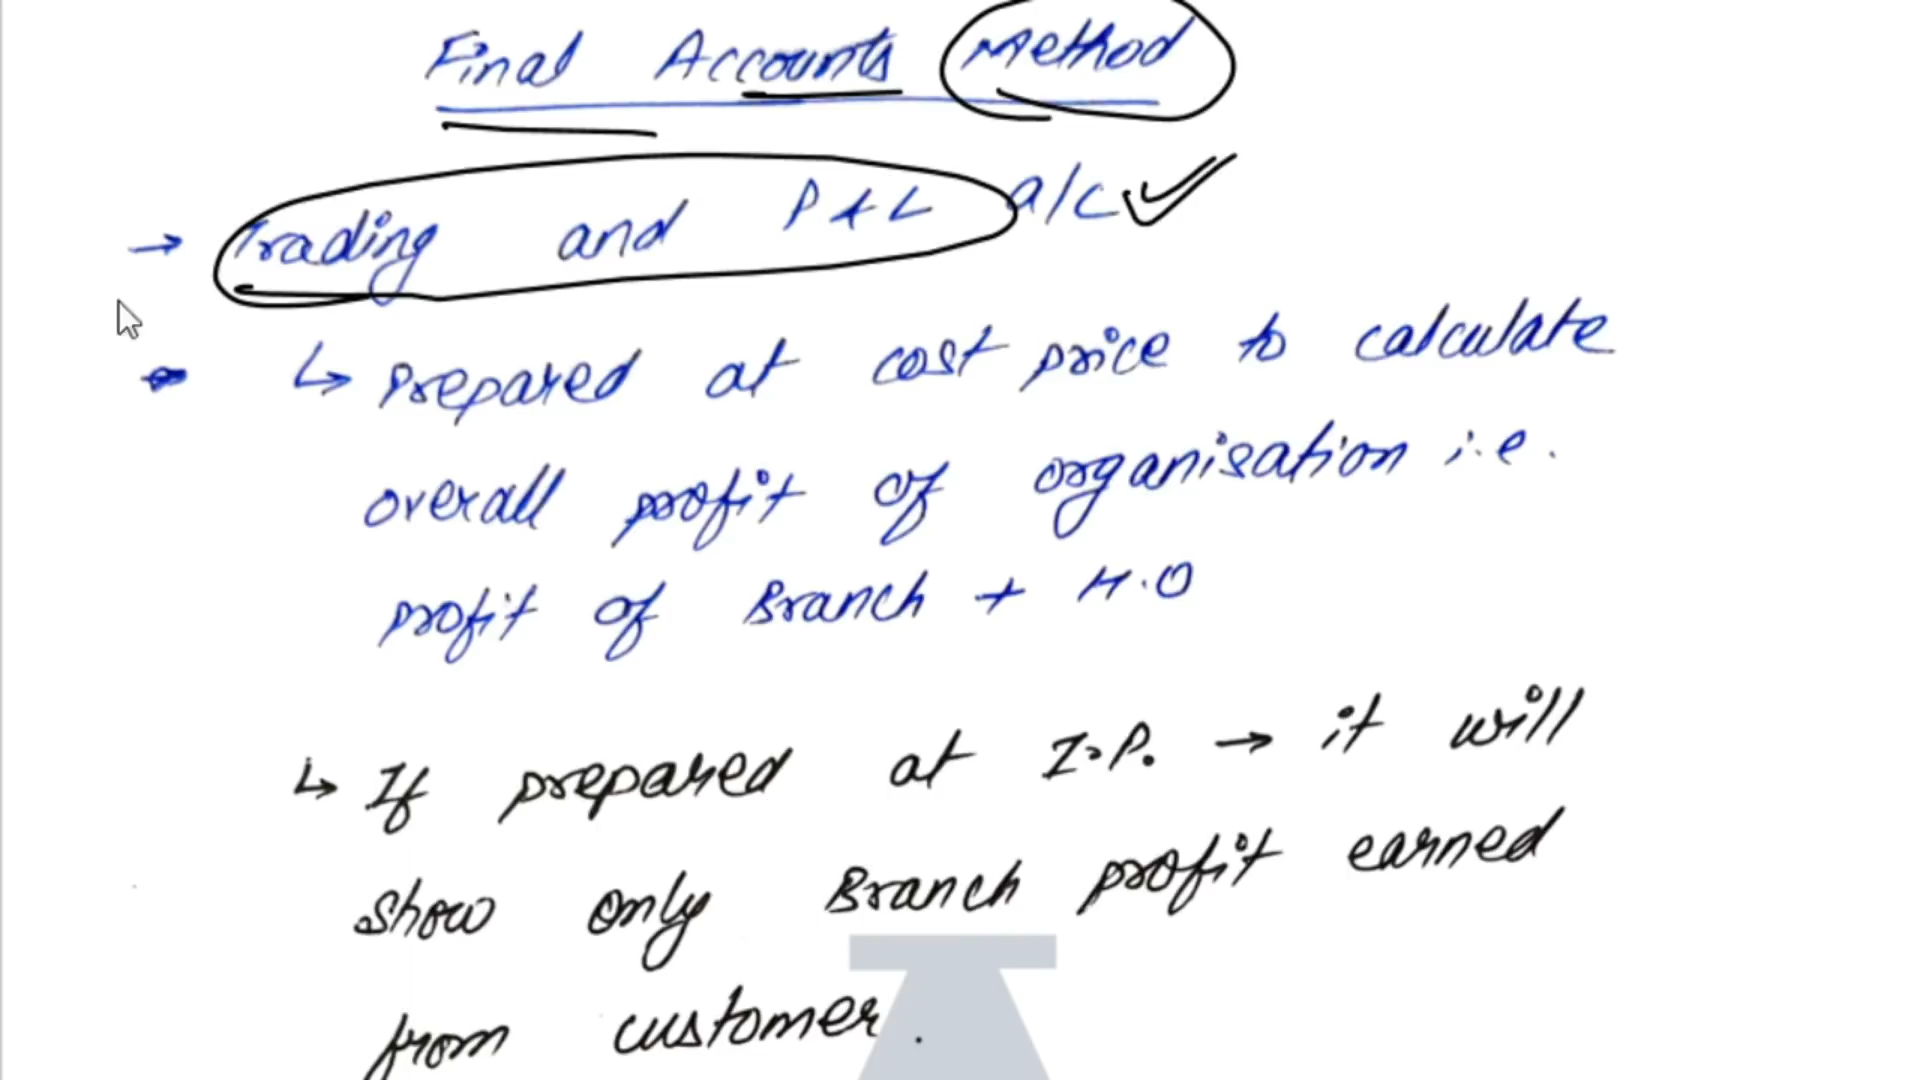 Final Accounts Method
→ Trading and P & L a/c ✓
↳ Prepared at cost price to calculate
overall profit of organisation i.e.
profit of Branch + H.O
↳ If prepared at I.P. → it will
show only Branch profit earned
from customer.